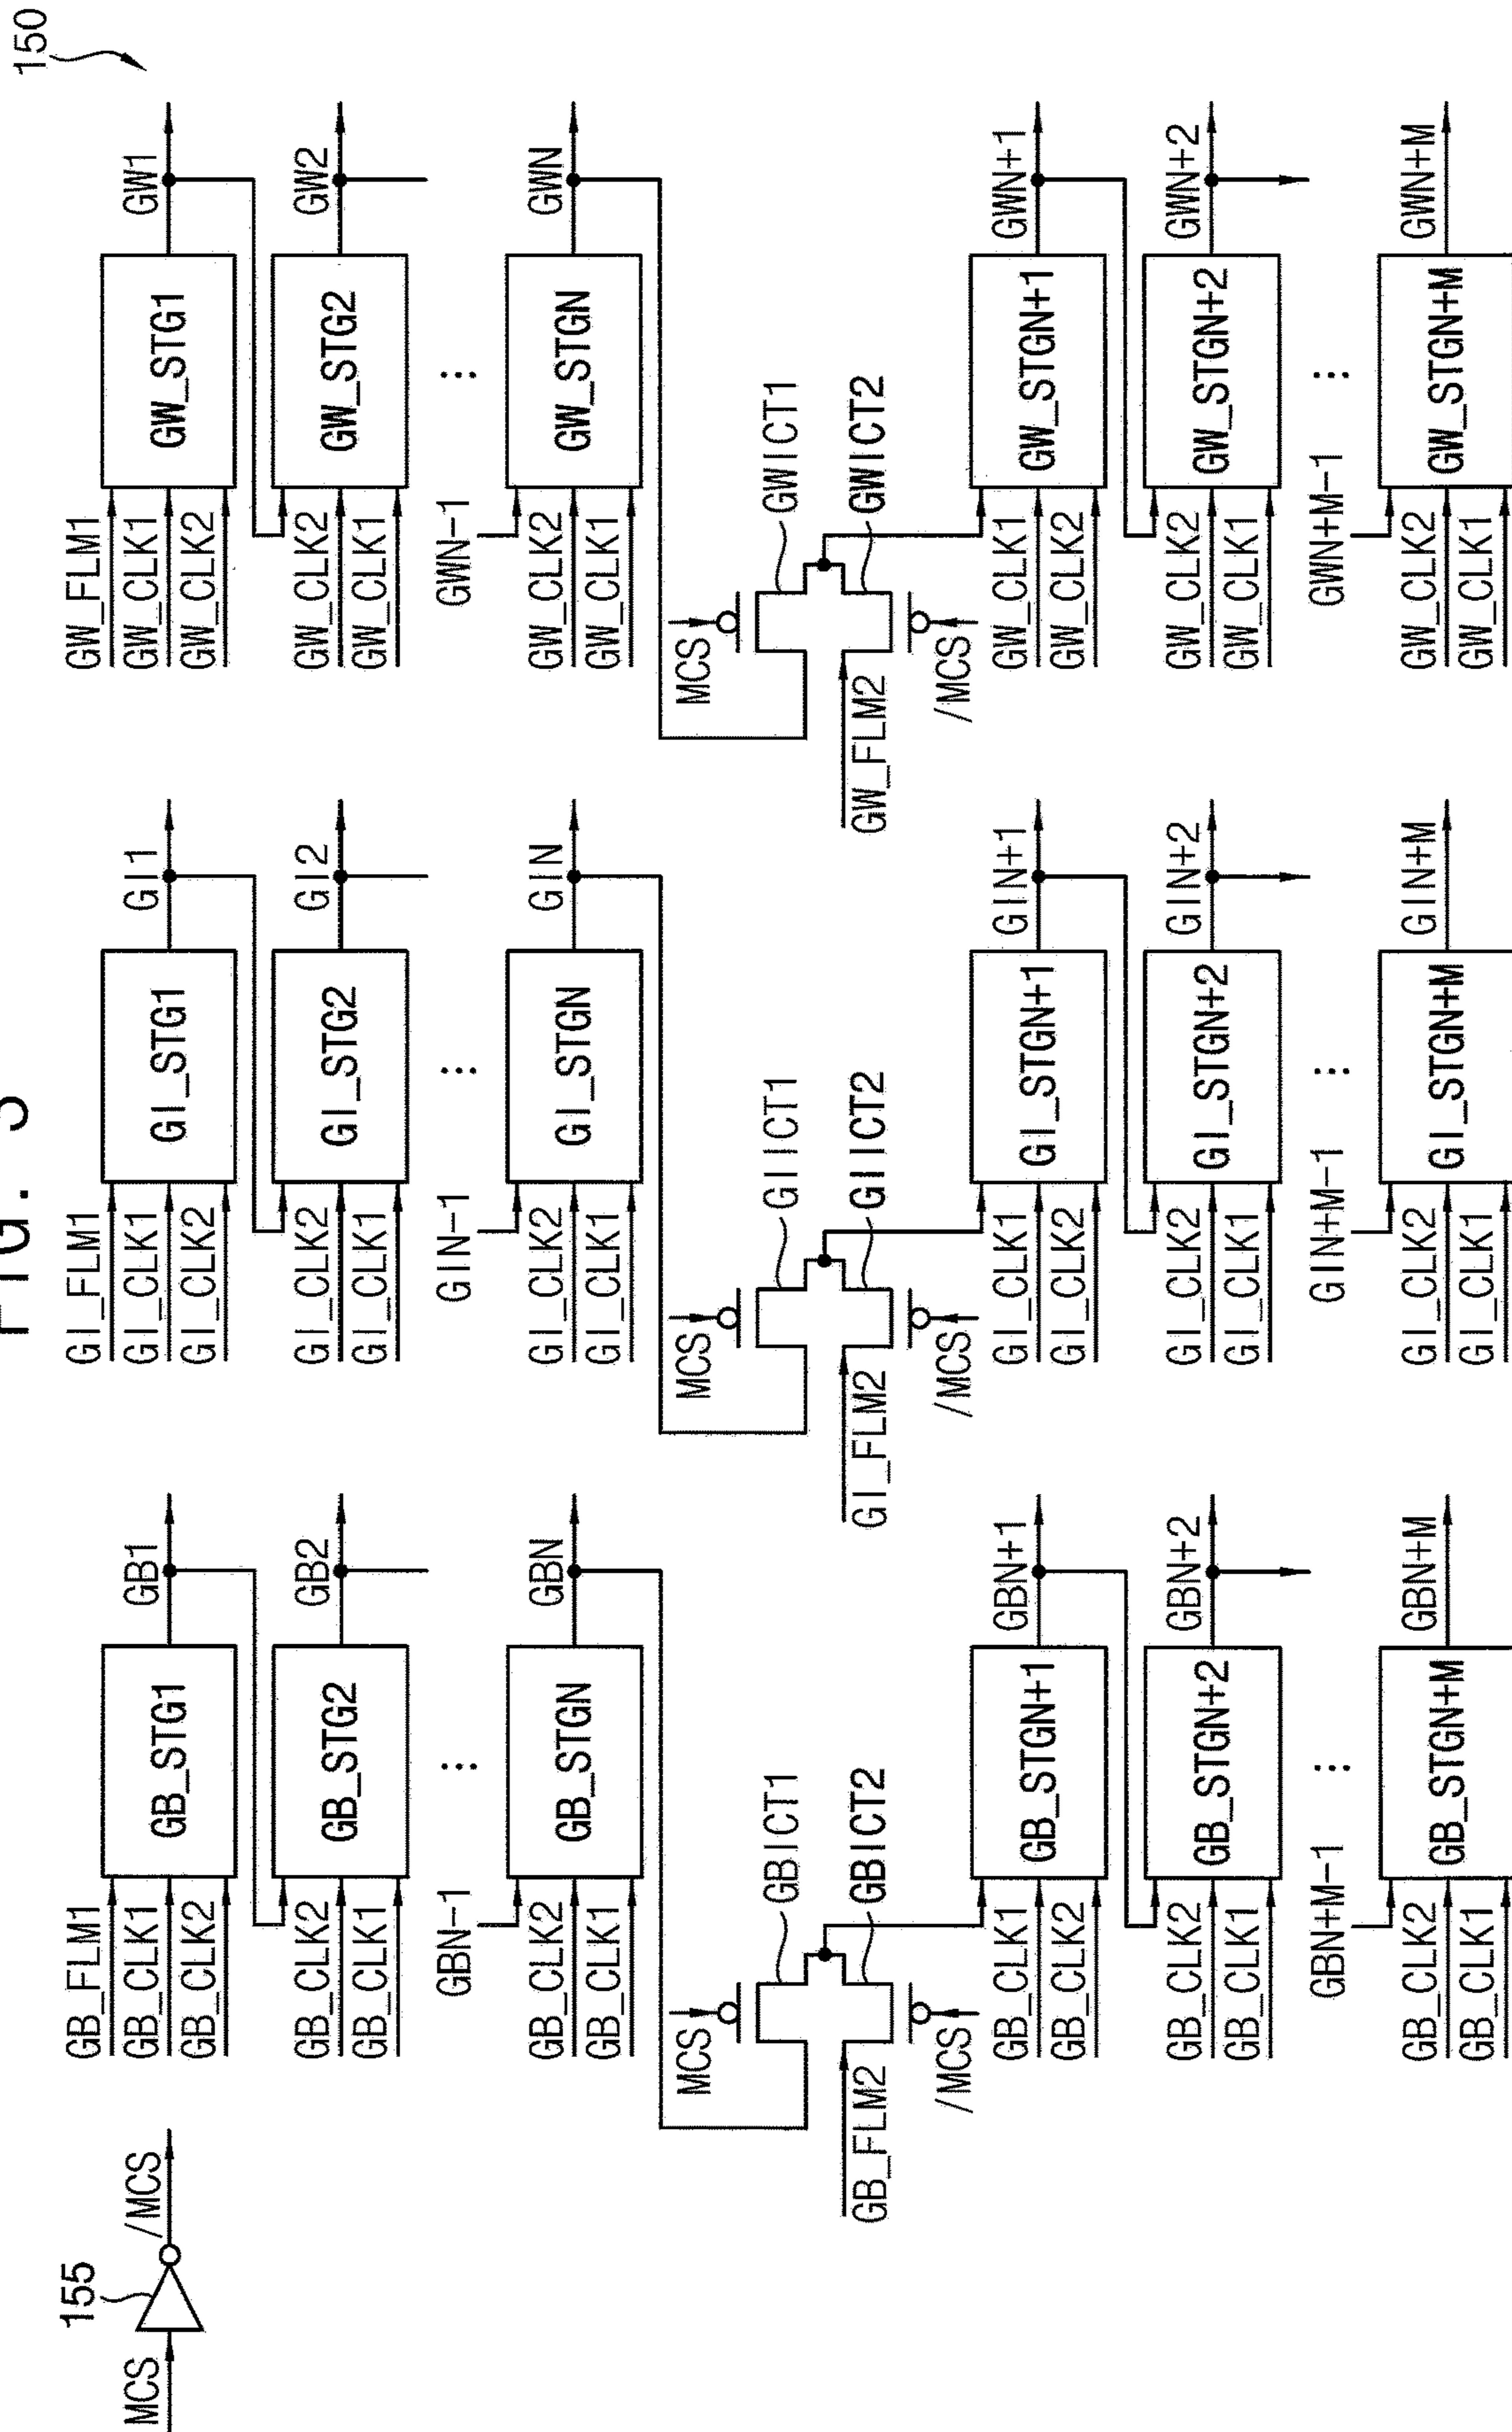 FIG.
150
155
MCS
/MCS
GB_FLM1
GB_CLK1
GB_CLK2
GB_STG1
GB1
GB_CLK2
GB_CLK1
GB_STG2
GB2
GBN-1
GB_CLK2
GB_CLK1
GB_STGN
GBN
MCS
GBICT1
GB_FLM2
GBICT2
/MCS
GB_CLK1
GB_CLK2
GB_STGN+1
GBN+1
GB_CLK2
GB_CLK1
GB_STGN+2
GBN+2
GBN+M-1
GB_CLK2
GB_CLK1
GB_STGN+M
GBN+M
GI_FLM1
GI_CLK1
GI_CLK2
GI_STG1
GI1
GI_CLK2
GI_CLK1
GI_STG2
GI2
GIN-1
GI_CLK2
GI_CLK1
GI_STGN
GIN
MCS
GIICT1
GI_FLM2
GIICT2
/MCS
GI_CLK1
GI_CLK2
GI_STGN+1
GIN+1
GI_CLK2
GI_CLK1
GI_STGN+2
GIN+2
GIN+M-1
GI_CLK2
GI_CLK1
GI_STGN+M
GIN+M
GW_FLM1
GW_CLK1
GW_CLK2
GW_STG1
GW1
GW_CLK2
GW_CLK1
GW_STG2
GW2
GWN-1
GW_CLK2
GW_CLK1
GW_STGN
GWN
MCS
GWICT1
GW_FLM2
GWICT2
/MCS
GW_CLK1
GW_CLK2
GW_STGN+1
GWN+1
GW_CLK2
GW_CLK1
GW_STGN+2
GWN+2
GWN+M-1
GW_CLK2
GW_CLK1
GW_STGN+M
GWN+M